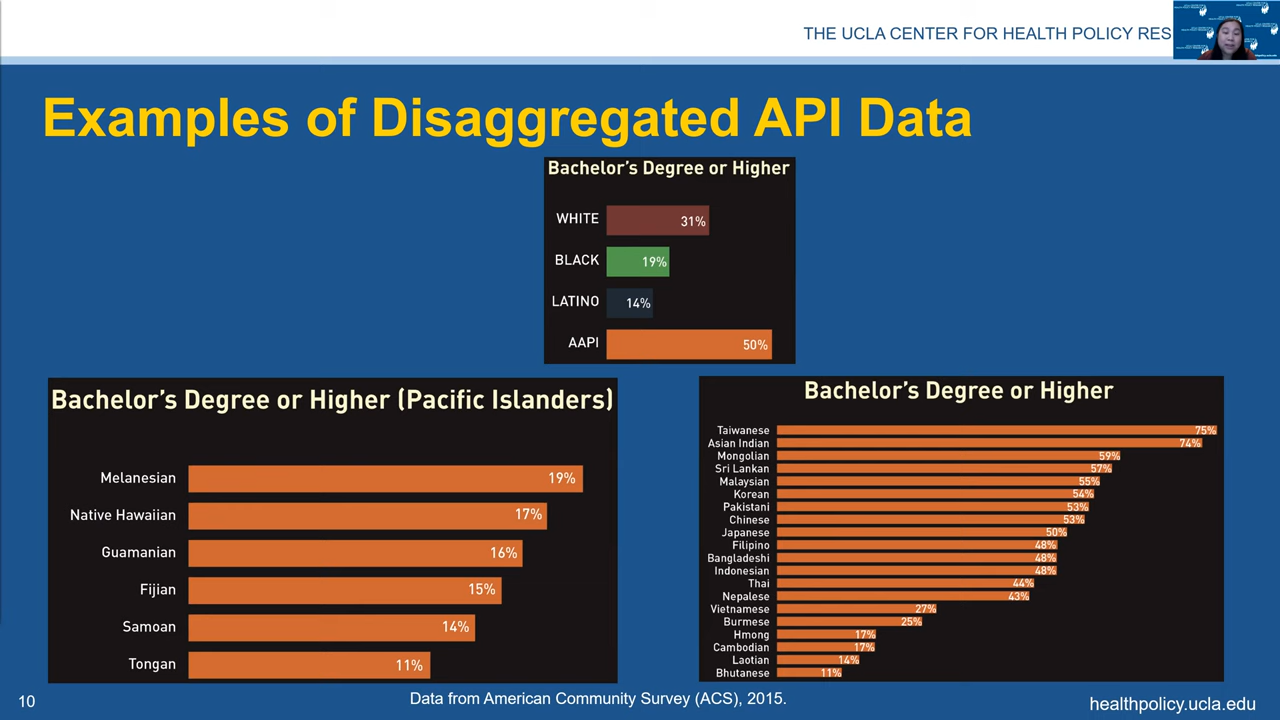 THE UCLA CENTER FOR HEALTH POLICY RES
Examples of Disaggregated API Data
Bachelor's Degree or Higher
WHITE 31%
BLACK 19%
LATINO 14%
AAPI 50%
Bachelor's Degree or Higher (Pacific Islanders)
Melanesian 19%
Native Hawaiian 17%
Guamanian 16%
Fijian 15%
Samoan 14%
Tongan 11%
Bachelor's Degree or Higher
Taiwanese 75%
Asian Indian 74%
Mongolian 59%
Sri Lankan 57%
Malaysian 55%
Korean 54%
Pakistani 53%
Chinese 53%
Japanese 50%
Filipino 48%
Bangladeshi 48%
Indonesian 48%
Thai 44%
Nepalese 43%
Vietnamese 27%
Burmese 25%
Hmong 17%
Cambodian 17%
Laotian 14%
Bhutanese 11%
10
Data from American Community Survey (ACS), 2015.
healthpolicy.ucla.edu